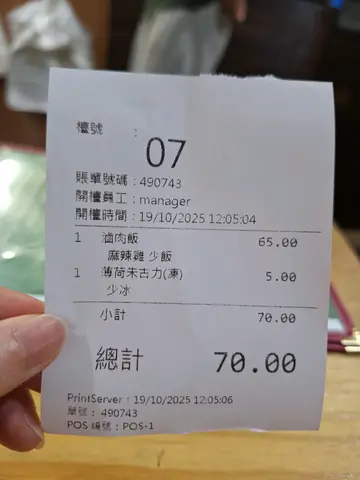 檯號 :
07
賬單號碼 : 490743
開檯員工 : manager
開檯時間 : 19/10/2025 12:05:04
1 滷肉飯 65.00
麻辣雞 少飯
1 薄荷朱古力(凍) 5.00
少冰
小計 70.00
總計 70.00
PrintServer : 19/10/2025 12:05:06
單號 : 490743
POS 編號 : POS-1